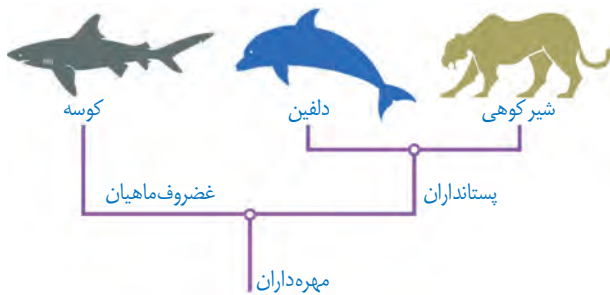 شیر کوهی
دلفین
کوسه
پستانداران
غضروف‌ماهیان
مهره‌داران